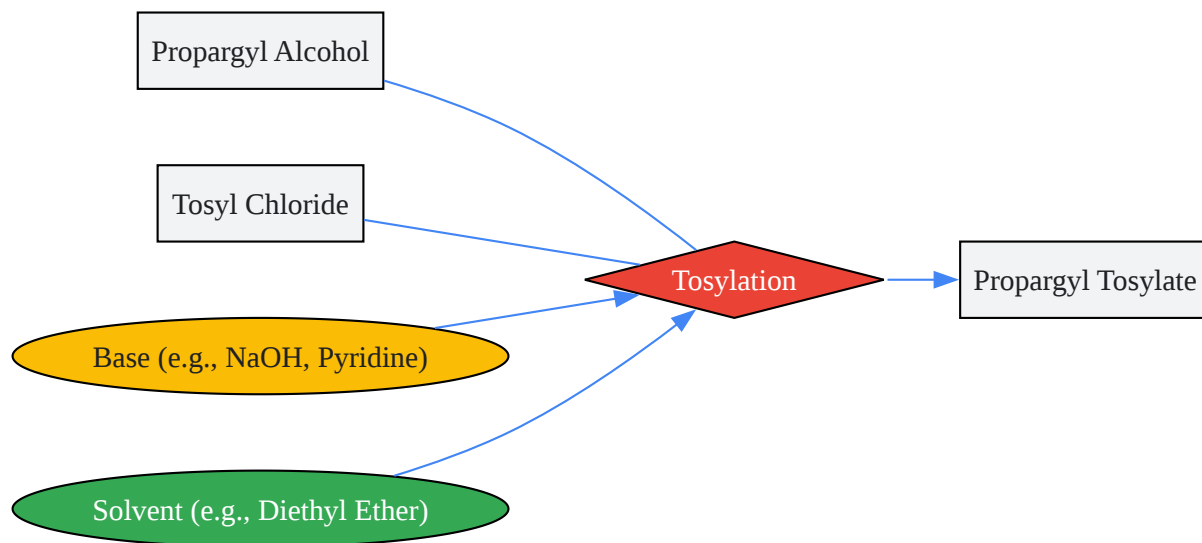 Propargyl Alcohol
Tosyl Chloride
Tosylation
Propargyl Tosylate
Base (e.g., NaOH, Pyridine)
Solvent (e.g., Diethyl Ether)